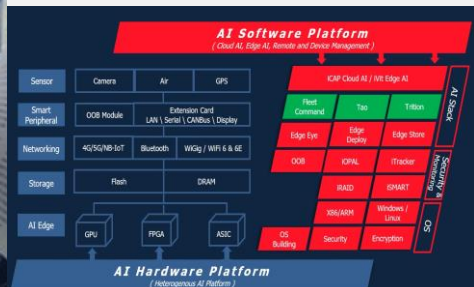 AI Software Platform
( Cloud AI, Edge AI, Remote and Device Management )
Sensor
Camera
Air
GPS
Smart
Peripheral
OOB Module
Extension Card
LAN \ Serial \ CANBus \ Display
Networking
4G/5G/NB-IoT
Bluetooth
WiGig / WiFi 6 & 6E
Storage
Flash
DRAM
AI Edge
GPU
FPGA
ASIC
AI Hardware Platform
( Heterogenous AI Platform )
iCAP Cloud AI / iVit Edge AI
Fleet
Command
Tao
Trition
Edge Eye
Edge
Deploy
Edge Store
OOB
iOPAL
iTracker
iRAID
iSMART
X86/ARM
Windows /
Linux
OS
Building
Security
Encryption
AI Stack
Security &
Monitoring
OS